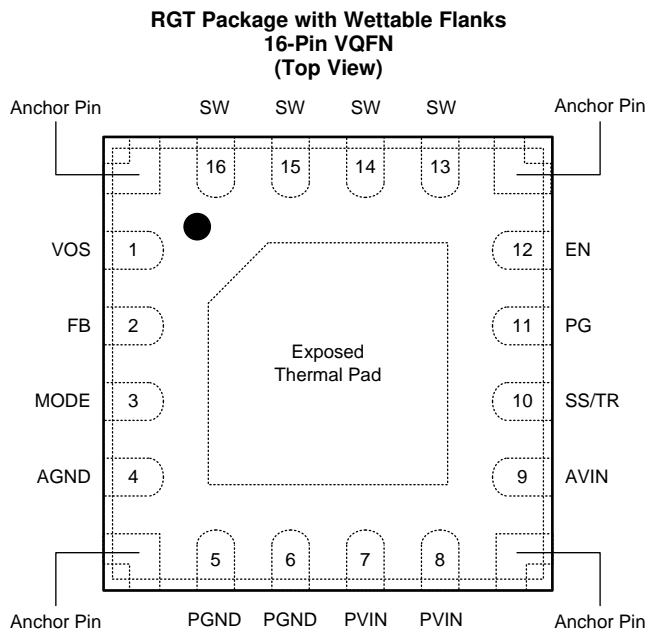 RGT Package with Wettable Flanks
16-Pin VQFN
(Top View)
Anchor Pin SW SW SW SW Anchor Pin
16 15 14 13
VOS 1 12 EN
FB 2 11 PG
Exposed
Thermal Pad
MODE 3 10 SS/TR
AGND 4 9 AVIN
5 6 7 8
Anchor Pin PGND PGND PVIN PVIN Anchor Pin